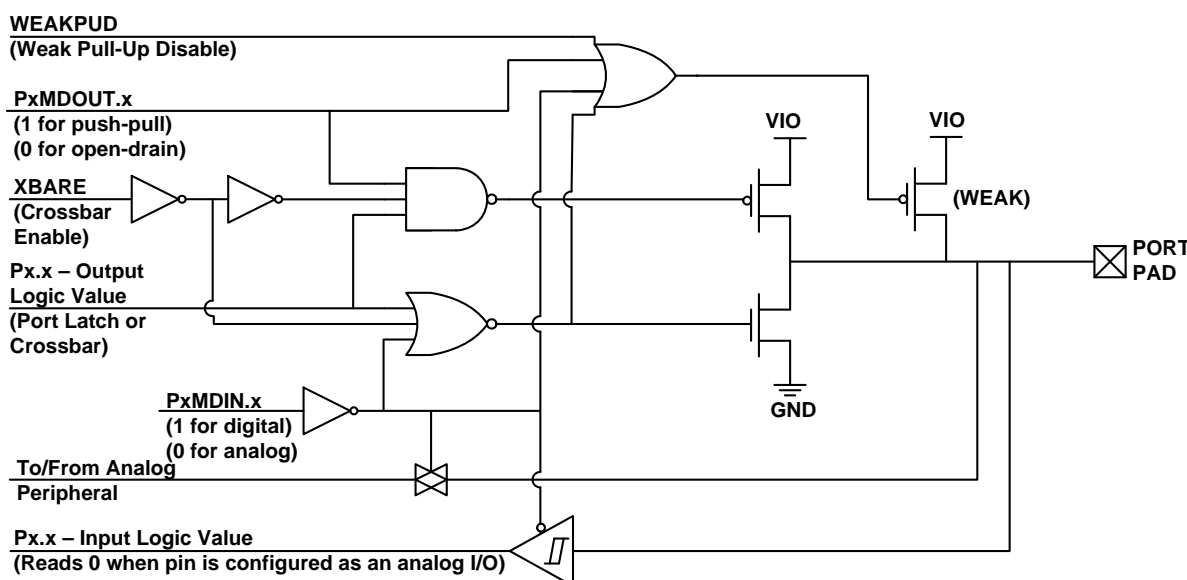 WEAKPUD
(Weak Pull-Up Disable)
PxMDOUT.x
(1 for push-pull)
(0 for open-drain)
XBARE
(Crossbar
Enable)
Px.x – Output
Logic Value
(Port Latch or
Crossbar)
PxMDIN.x
(1 for digital)
(0 for analog)
To/From Analog
Peripheral
Px.x – Input Logic Value
(Reads 0 when pin is configured as an analog I/O)
VIO
GND
VIO
(WEAK)
PORT
PAD